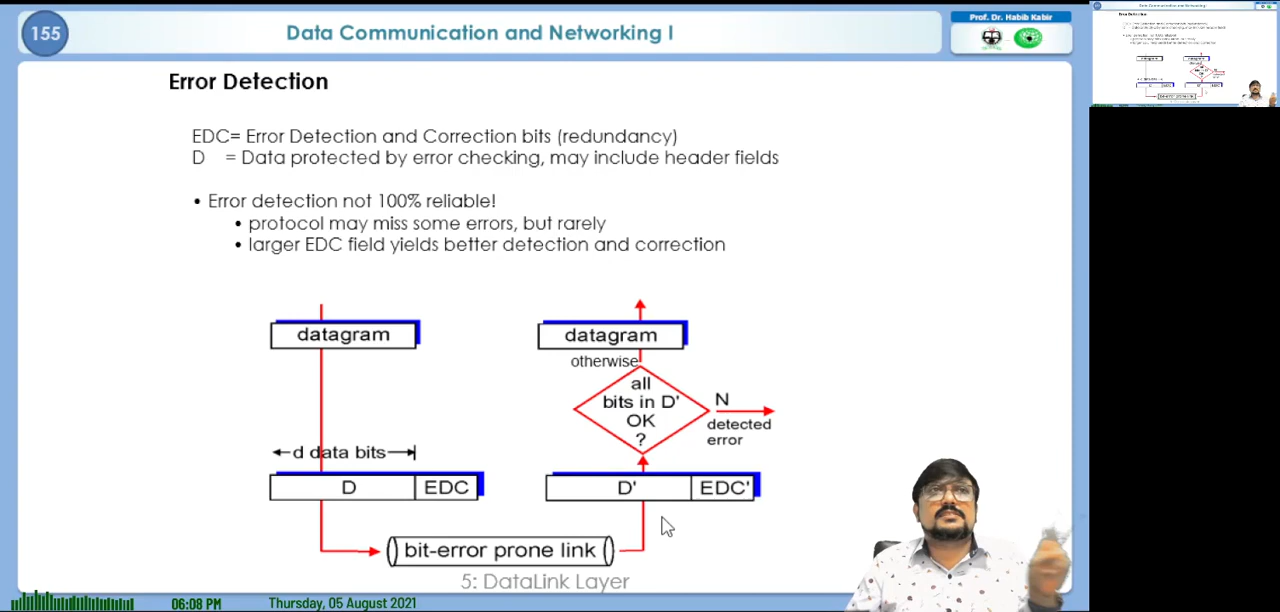 155
Data Communication and Networking I
Prof. Dr. Habib Kabir
Error Detection
EDC= Error Detection and Correction bits (redundancy)
D = Data protected by error checking, may include header fields
• Error detection not 100% reliable!
• protocol may miss some errors, but rarely
• larger EDC field yields better detection and correction
datagram
datagram
otherwise
all
bits in D'
OK
?
N
detected
error
d data bits
D EDC
D' EDC'
bit-error prone link
5: DataLink Layer
06:08 PM Thursday, 05 August 2021